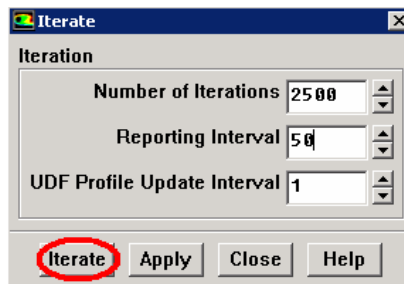 Iterate
Iteration
Number of Iterations 2500
Reporting Interval 50
UDF Profile Update Interval 1
Iterate Apply Close Help